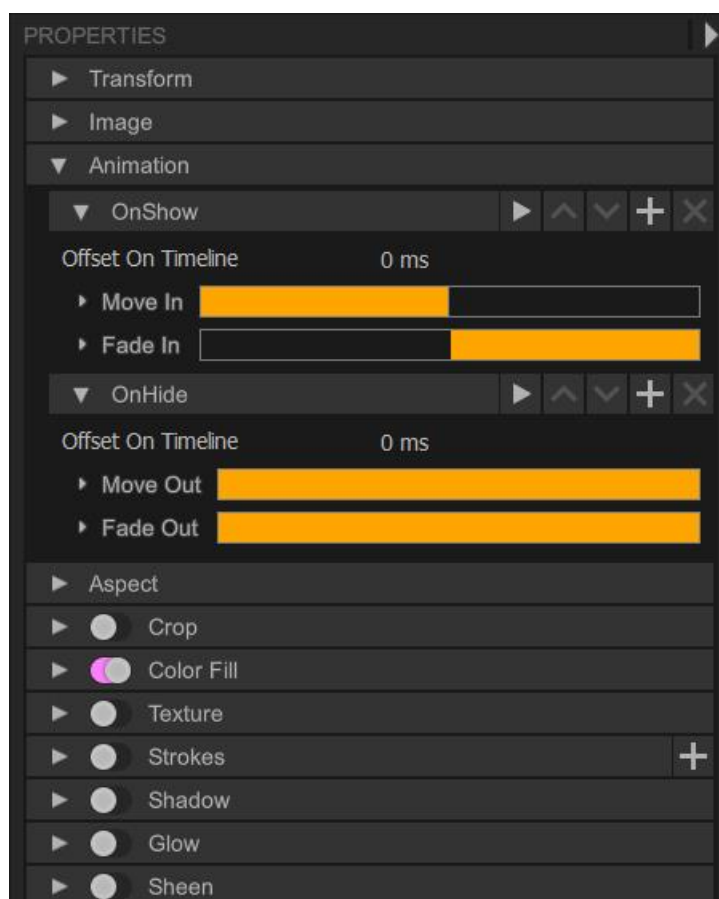 PROPERTIES
Transform
Image
Animation
OnShow
Offset On Timeline 0 ms
Move In
Fade In
OnHide
Offset On Timeline 0 ms
Move Out
Fade Out
Aspect
Crop
Color Fill
Texture
Strokes
Shadow
Glow
Sheen